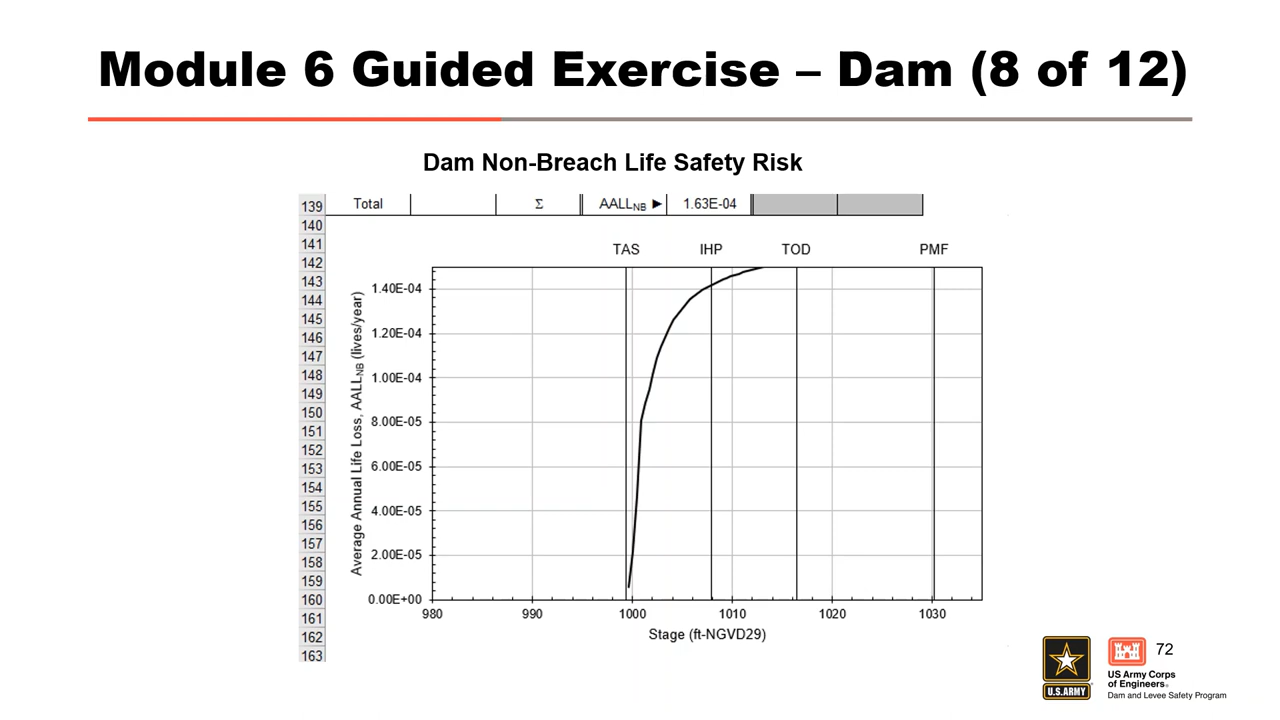 Module 6 Guided Exercise – Dam (8 of 12)
Dam Non-Breach Life Safety Risk
139 Total Σ AALLNB ► 1.63E-04
140
141
142
143
144
145
146
147
148
149
150
151
152
153
154
155
156
157
158
159
160
161
162
163
TAS IHP TOD PMF
Average Annual Life Loss, AALLNB (lives/year)
1.40E-04
1.20E-04
1.00E-04
8.00E-05
6.00E-05
4.00E-05
2.00E-05
0.00E+00
980 990 1000 1010 1020 1030
Stage (ft-NGVD29)
U.S.ARMY
US Army Corps
of Engineers®
Dam and Levee Safety Program
72